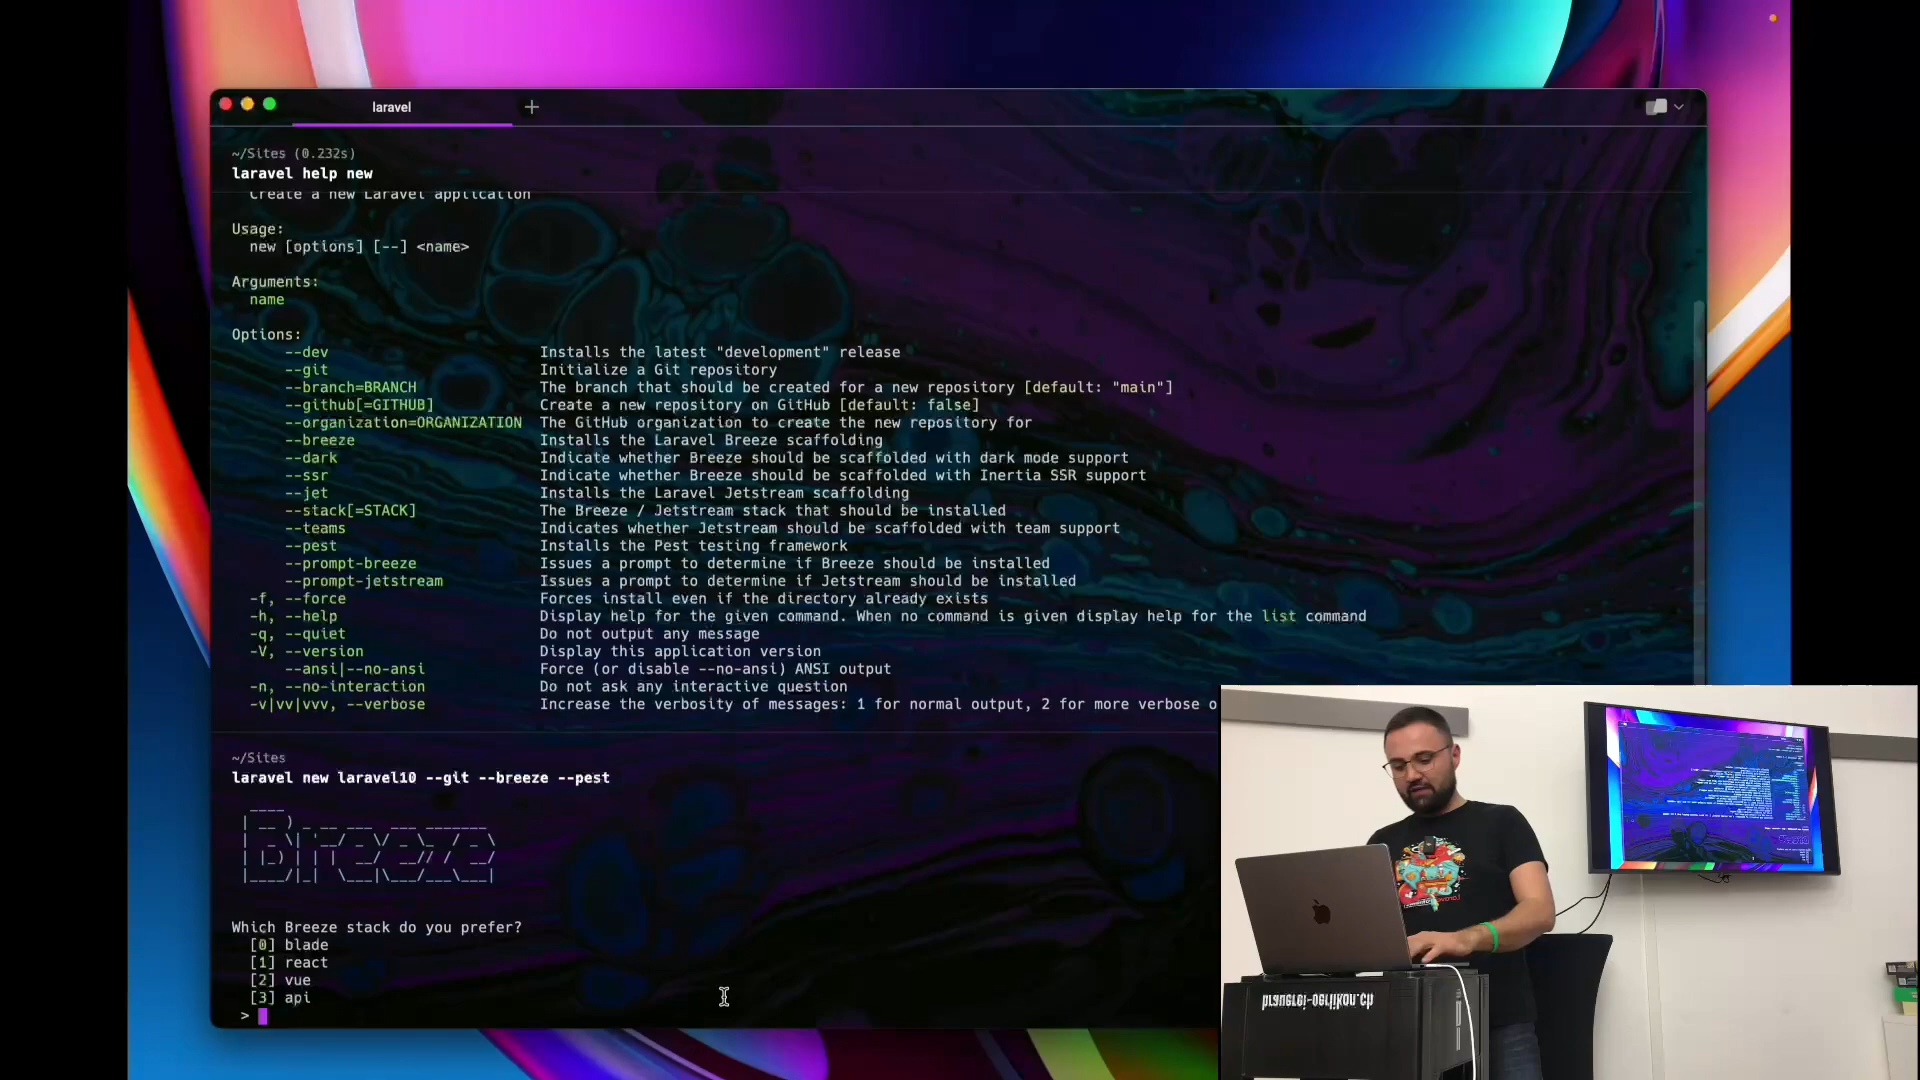 laravel
~/Sites (0.232s)
laravel help new
Create a new Laravel application
Usage:
new [options] [--] <name>
Arguments:
name
Options:
--dev Installs the latest "development" release
--git Initialize a Git repository
--branch=BRANCH The branch that should be created for a new repository [default: "main"]
--github[=GITHUB] Create a new repository on GitHub [default: false]
--organization=ORGANIZATION The GitHub organization to create the new repository for
--breeze Installs the Laravel Breeze scaffolding
--dark Indicate whether Breeze should be scaffolded with dark mode support
--ssr Indicate whether Breeze should be scaffolded with Inertia SSR support
--jet Installs the Laravel Jetstream scaffolding
--stack[=STACK] The Breeze / Jetstream stack that should be installed
--teams Indicates whether Jetstream should be scaffolded with team support
--pest Installs the Pest testing framework
--prompt-breeze Issues a prompt to determine if Breeze should be installed
--prompt-jetstream Issues a prompt to determine if Jetstream should be installed
-f, --force Forces install even if the directory already exists
-h, --help Display help for the given command. When no command is given display help for the list command
-q, --quiet Do not output any message
-V, --version Display this application version
--ansi|--no-ansi Force (or disable --no-ansi) ANSI output
-n, --no-interaction Do not ask any interactive question
-v|vv|vvv, --verbose Increase the verbosity of messages: 1 for normal output, 2 for more verbose o
~/Sites
laravel new laravel10 --git --breeze --pest
Breeze
Which Breeze stack do you prefer?
[0] blade
[1] react
[2] vue
[3] api
>
brauerei-oerlikon.ch